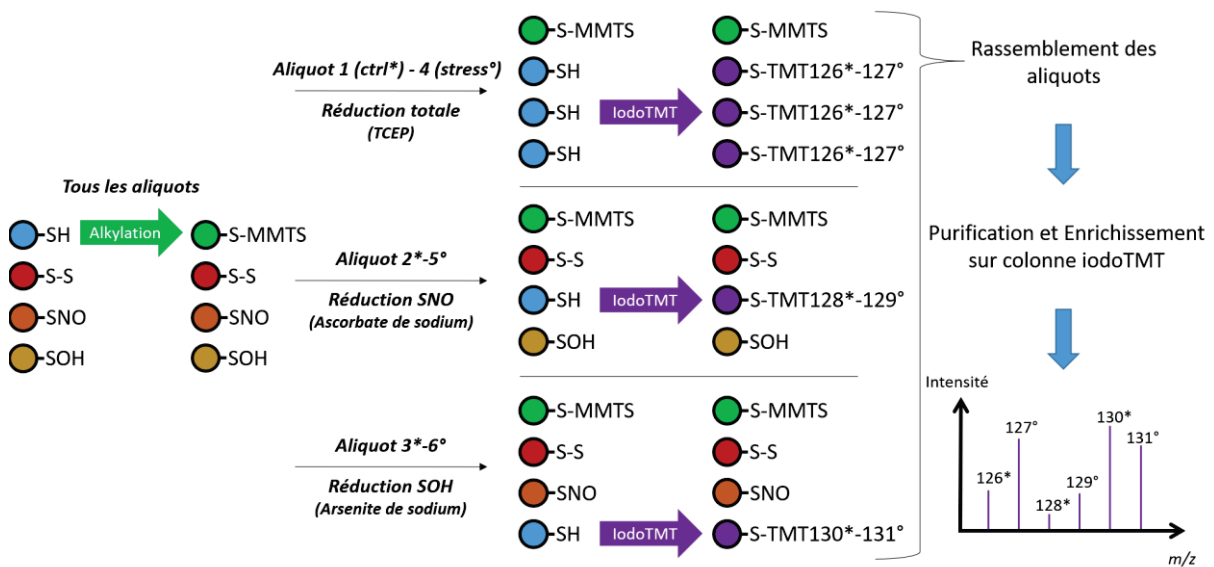 Tous les aliquots
SH
Alkylation
S-MMTS
S-S
S-S
SNO
SNO
SOH
SOH
Aliquot 1 (ctrl*) - 4 (stress°)
Réduction totale
(TCEP)
S-MMTS
S-MMTS
SH
S-TMT126*-127°
SH
IodoTMT
S-TMT126*-127°
SH
S-TMT126*-127°
Aliquot 2*-5°
Réduction SNO
(Ascorbate de sodium)
S-MMTS
S-MMTS
S-S
S-S
SH
IodoTMT
S-TMT128*-129°
SOH
SOH
Aliquot 3*-6°
Réduction SOH
(Arsenite de sodium)
S-MMTS
S-MMTS
S-S
S-S
SNO
SNO
SH
IodoTMT
S-TMT130*-131°
Rassemblement des
aliquots
Purification et Enrichissement
sur colonne iodoTMT
Intensité
126*
127°
128*
129°
130*
131°
m/z